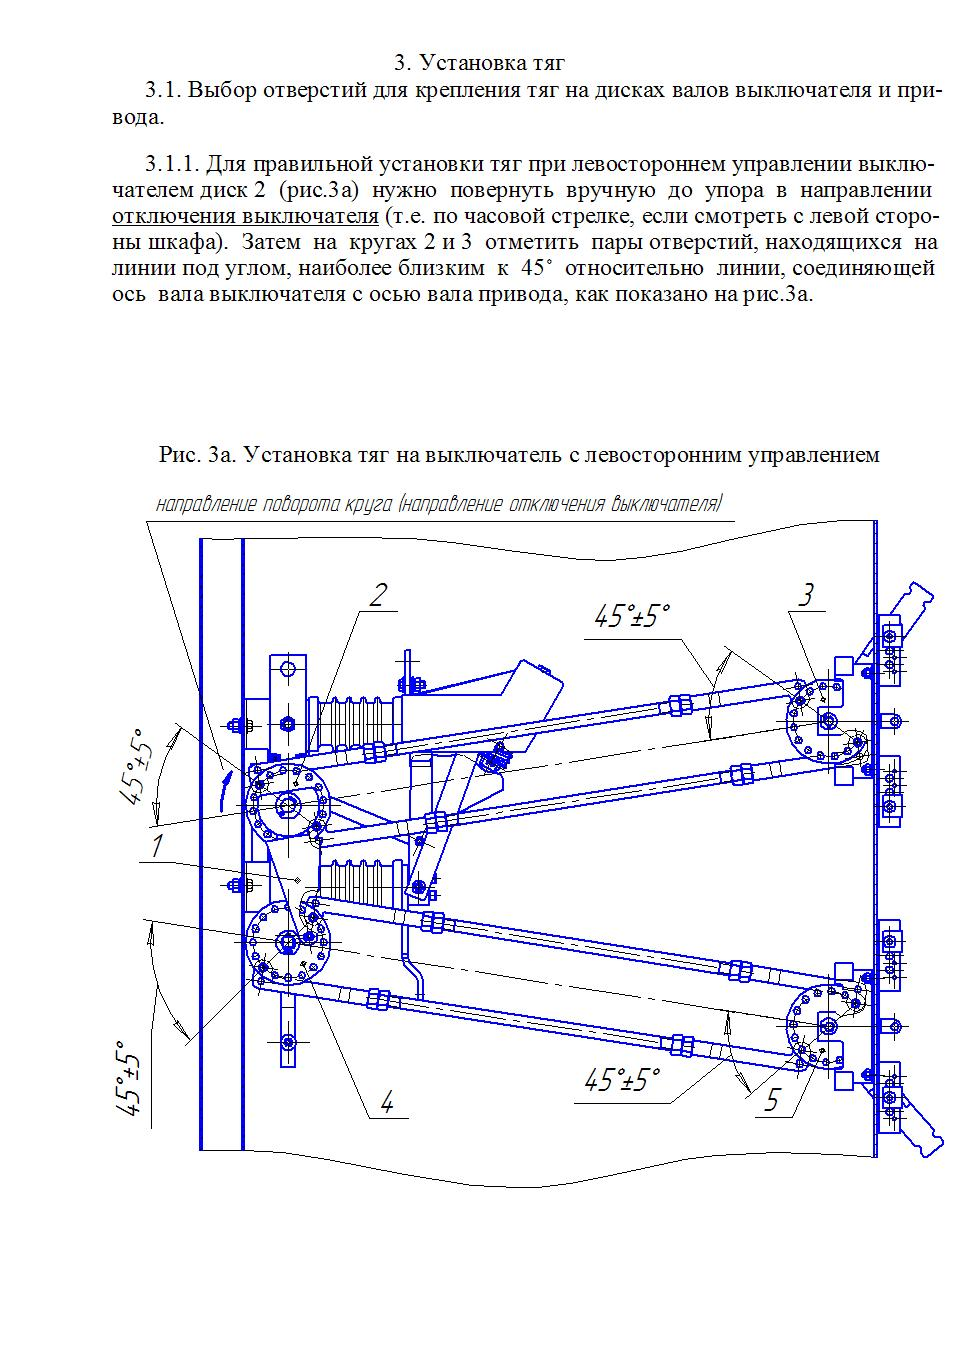 3. Установка тяг
3.1. Выбор отверстий для крепления тяг на дисках валов выключателя и при-
вода.
3.1.1. Для правильной установки тяг при левостороннем управлении выклю-
чателем диск 2 (рис.3а) нужно повернуть вручную до упора в направлении
отключения выключателя (т.е. по часовой стрелке, если смотреть с левой сторо-
ны шкафа). Затем на кругах 2 и 3 отметить пары отверстий, находящихся на
линии под углом, наиболее близким к 45˚ относительно линии, соединяющей
ось вала выключателя с осью вала привода, как показано на рис.3а.
Рис. 3а. Установка тяг на выключатель с левосторонним управлением
направление поворота круга (направление отключения выключателя)
2
45°±5°
3
45°±5°
1
45°±5°
4
45°±5°
5